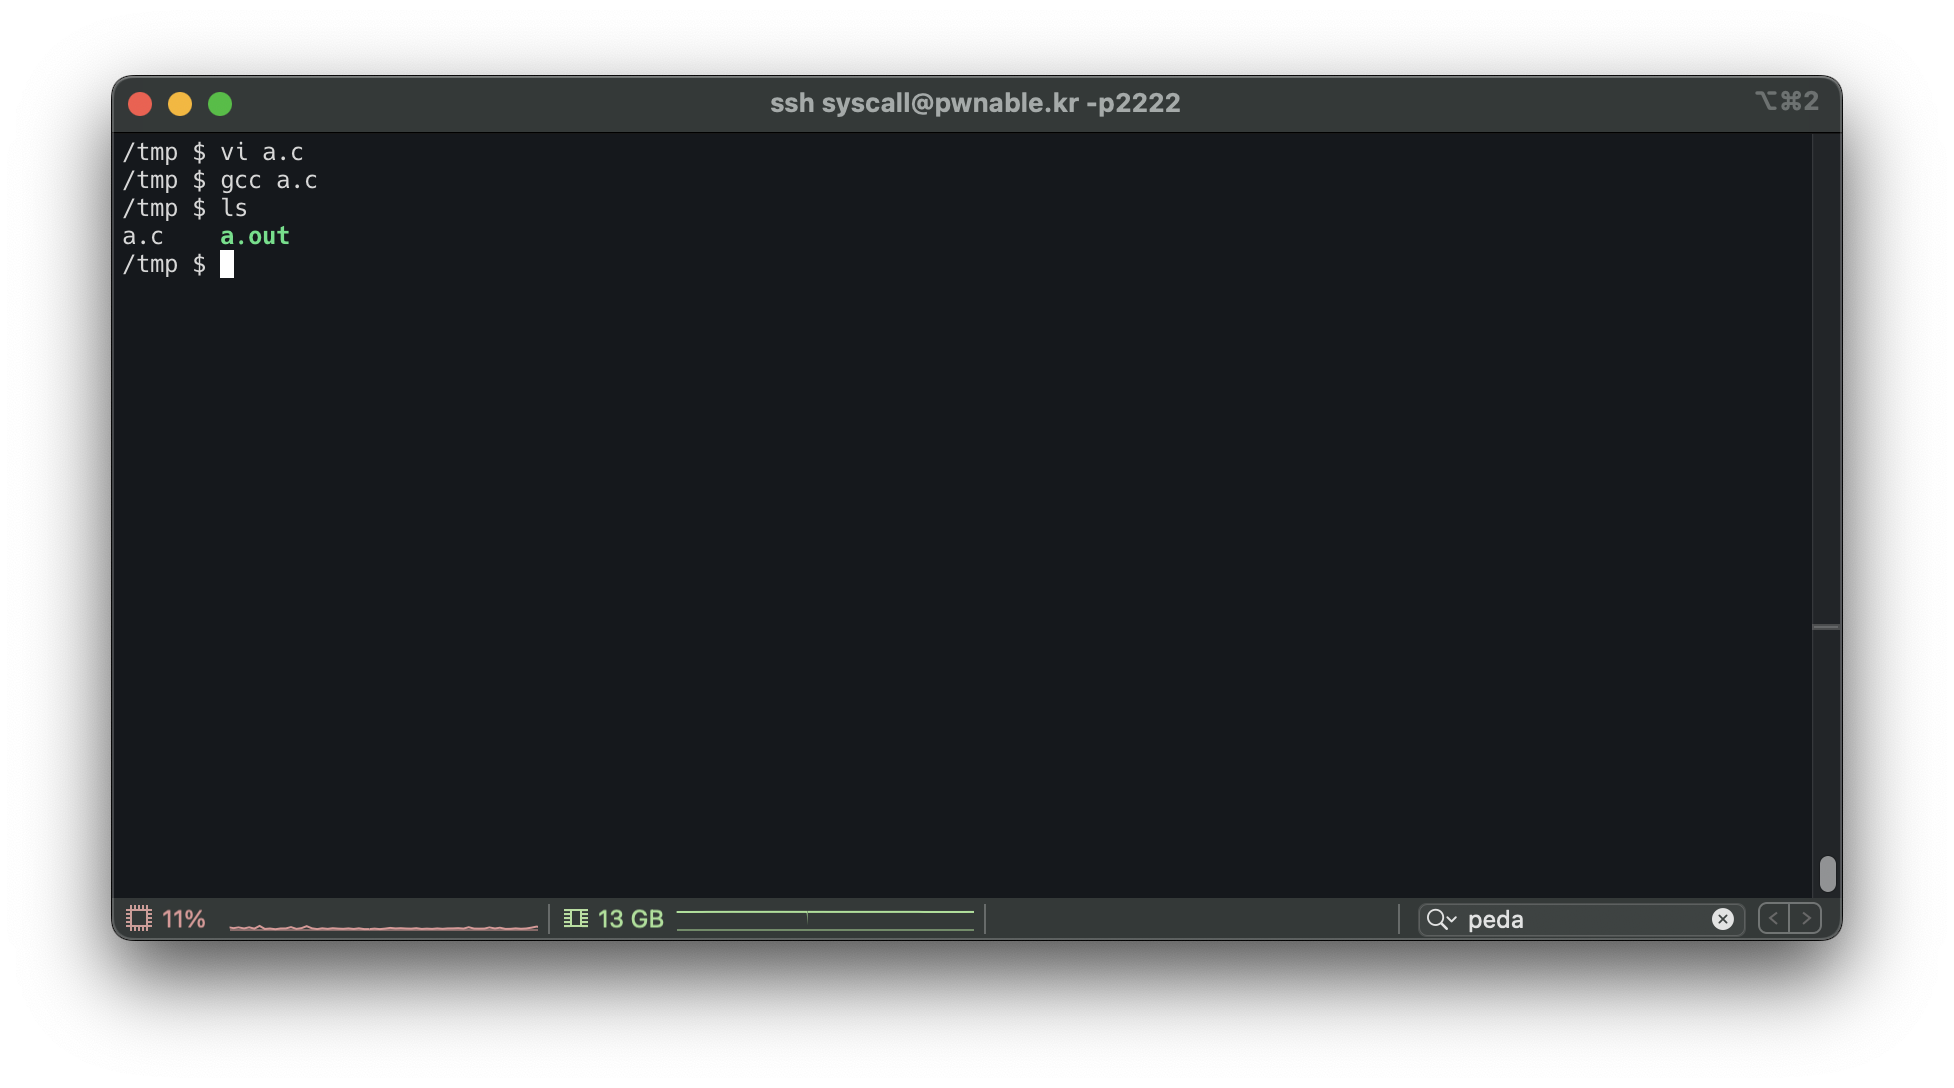 ssh syscall@pwnable.kr -p2222
⌥⌘2
/tmp $ vi a.c
/tmp $ gcc a.c
/tmp $ ls
a.c    a.out
/tmp $
11%
13 GB
peda